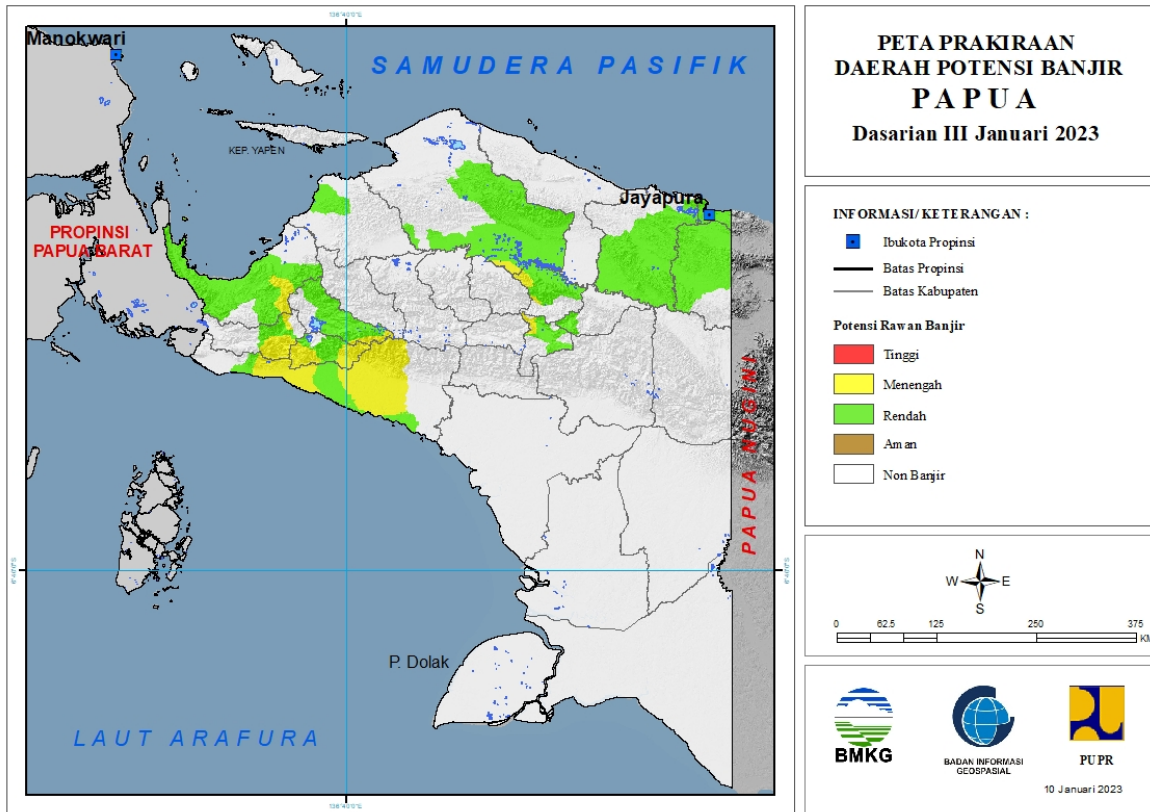 Manokwari
SAMUDERA PASIFIK
KEP. YAPEN
Jayapura
PROPINSI
PAPUA BARAT
PAPUA NUGINI
P. Dolak
LAUT ARAFURA
PETA PRAKIRAAN
DAERAH POTENSI BANJIR
PAPUA
Dasarian III Januari 2023
INFORMASI/ KETERANGAN :
Ibukota Propinsi
Batas Propinsi
Batas Kabupaten
Potensi Rawan Banjir
Tinggi
Menengah
Rendah
Aman
Non Banjir
N
W E
S
0 62.5 125 250 375
KM
BMKG
BADAN INFORMASI
GEOSPASIAL
PUPR
10 Januari 2023